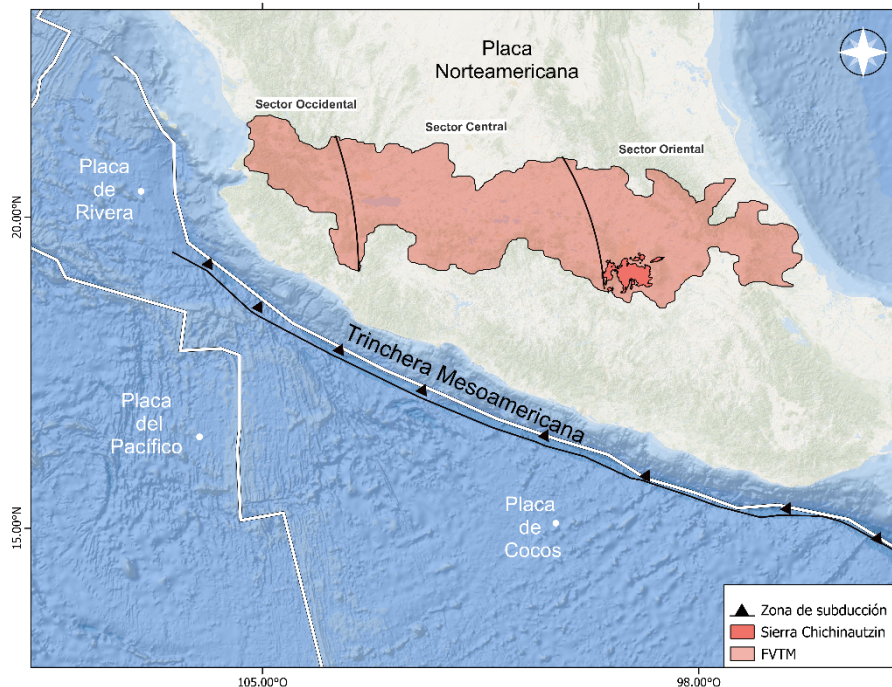 Placa
Norteamericana
Sector Occidental
Sector Central
Sector Oriental
Placa
de
Rivera
20.00°N
Trinchera Mesoamericana
Placa
del
Pacífico
Placa
de
Cocos
15.00°N
Zona de subducción
Sierra Chichinautzin
FVTM
105.00°O
98.00°O